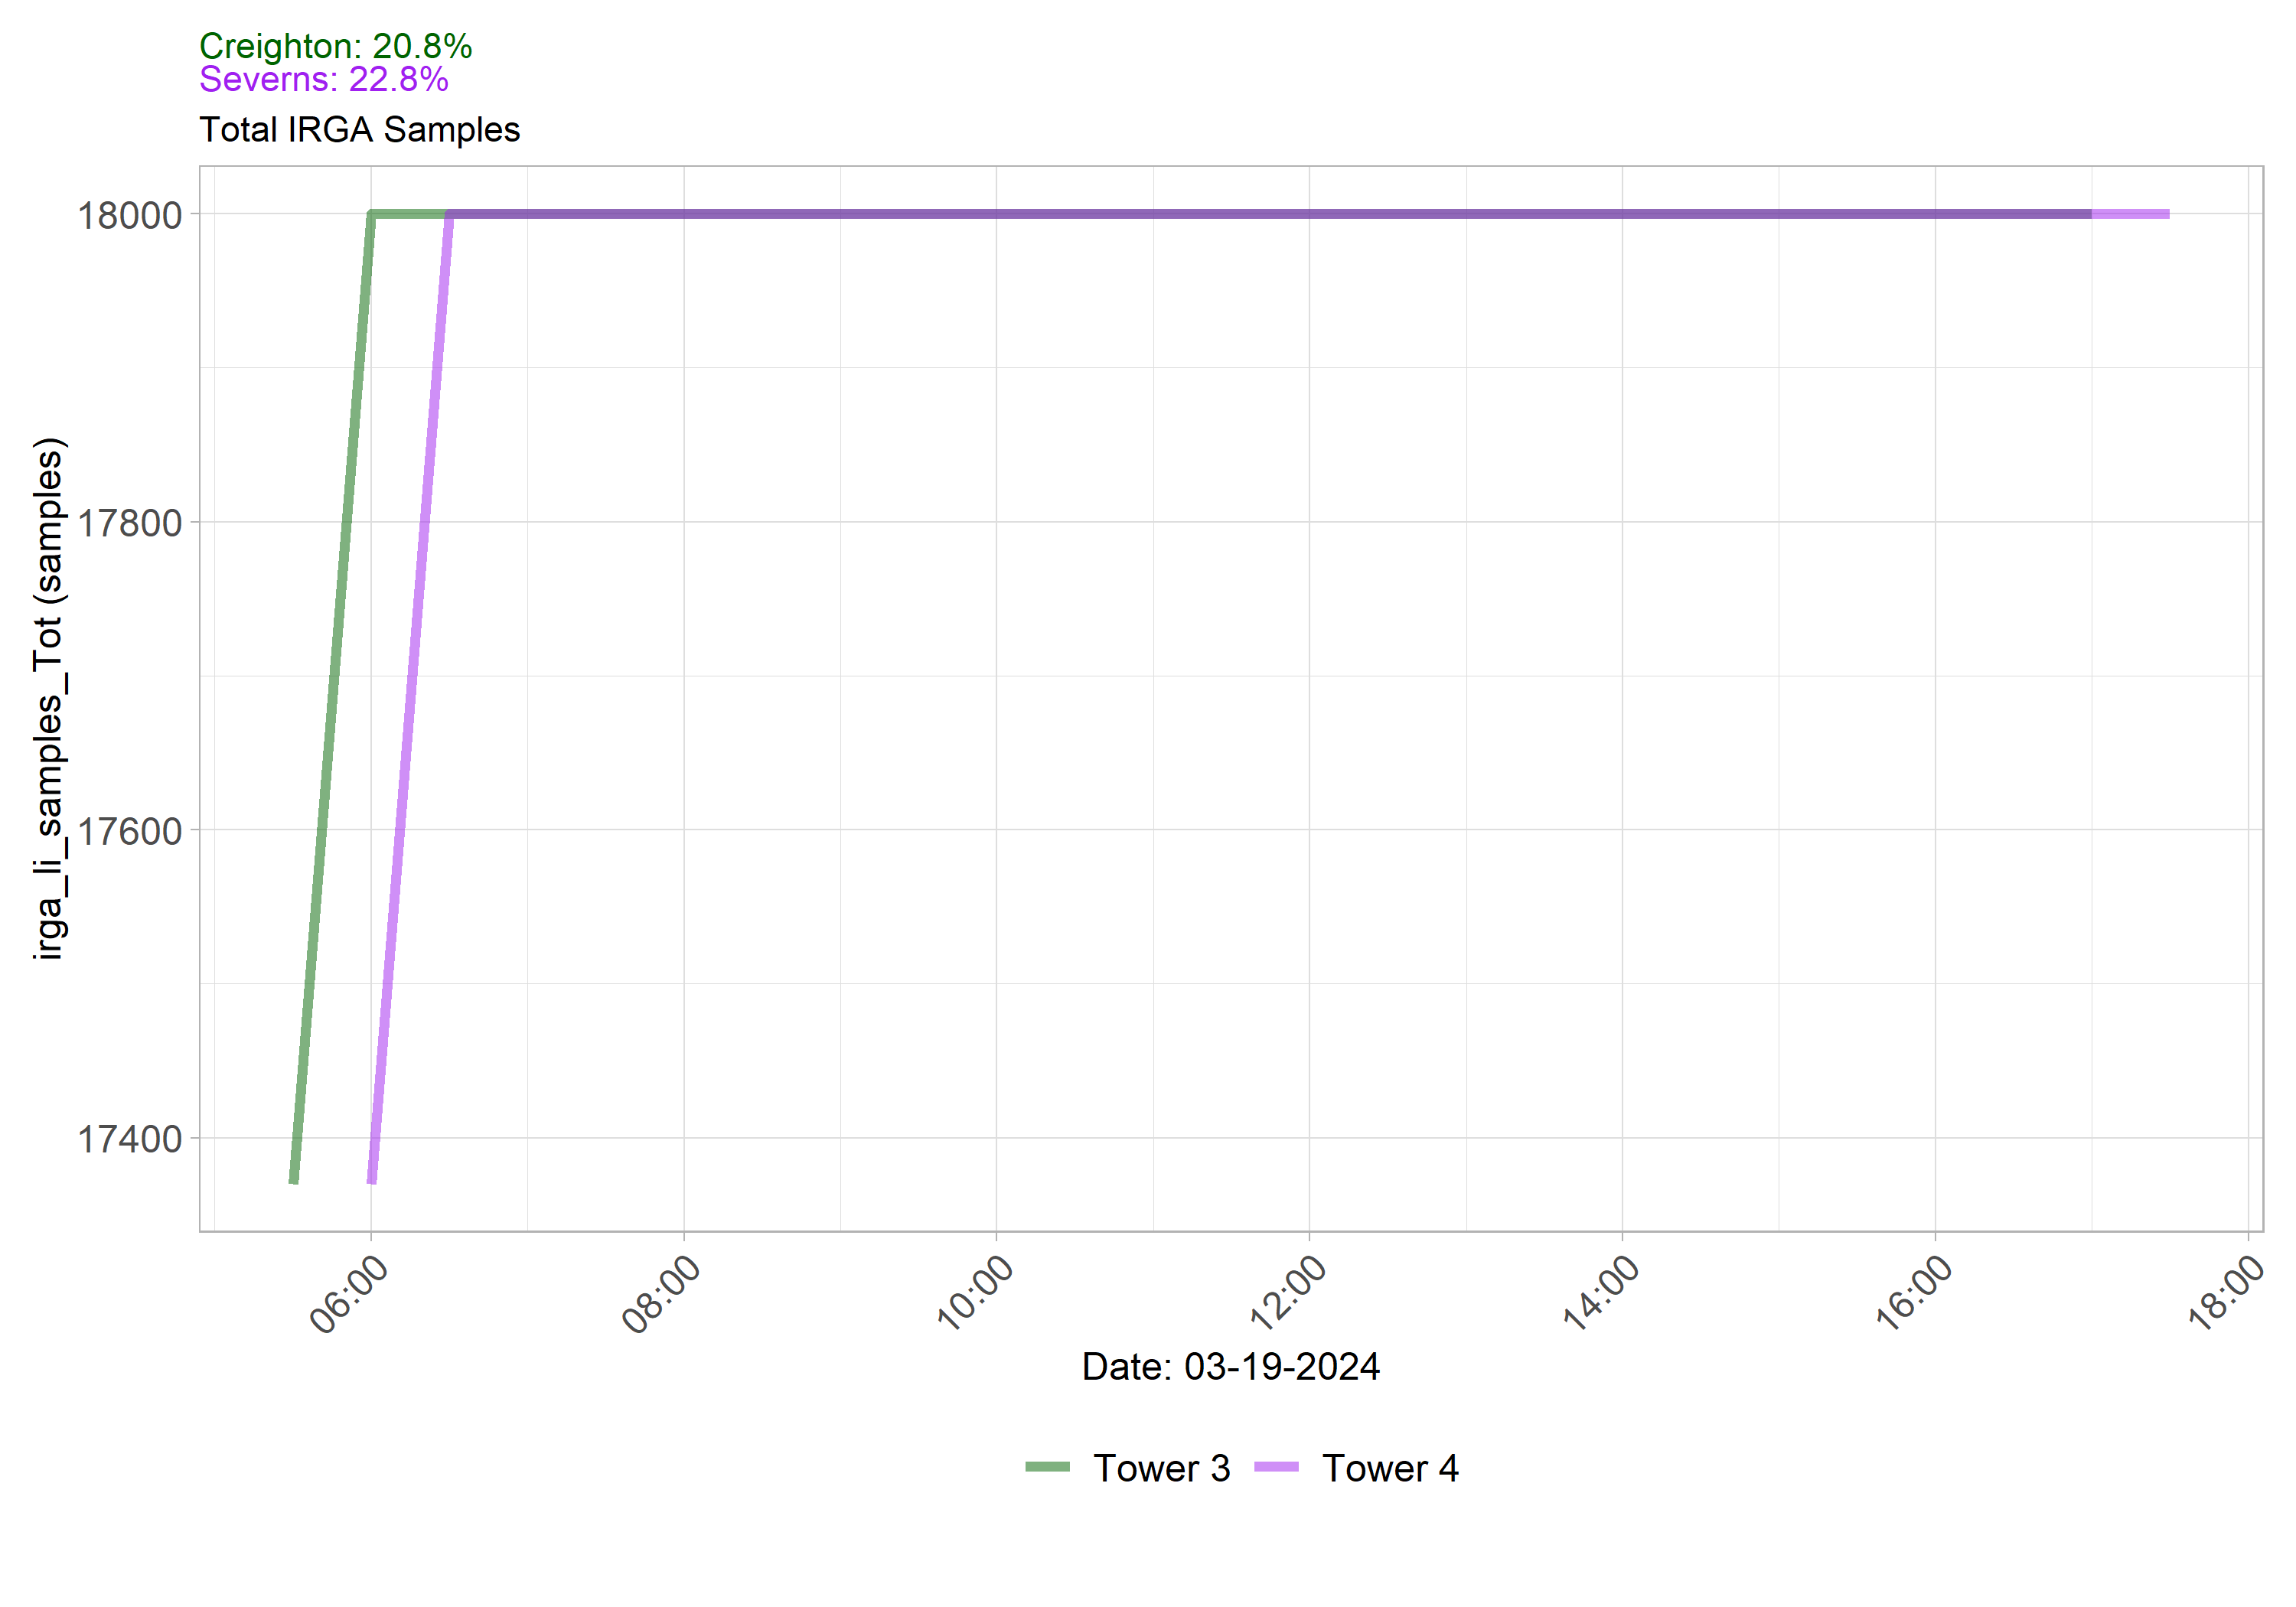 Creighton: 20.8%
Severns: 22.8%
Total IRGA Samples
irga_li_samples_Tot (samples)
18000
17800
17600
17400
06:00 08:00 10:00 12:00 14:00 16:00 18:00
Date: 03-19-2024
Tower 3 Tower 4